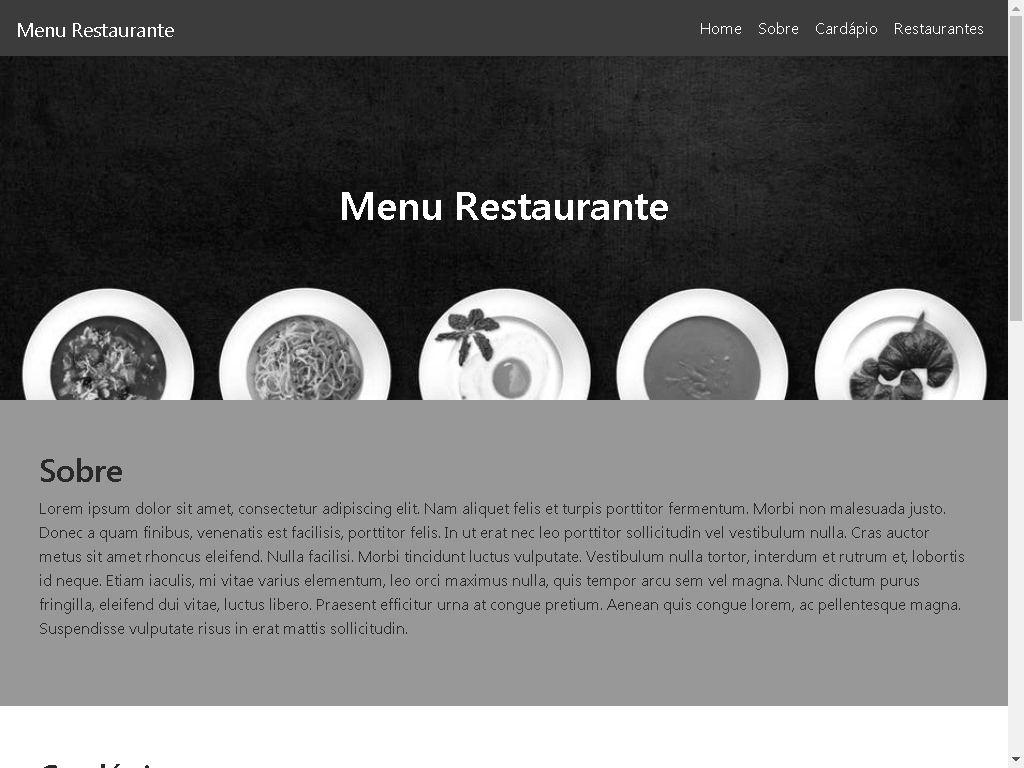 Menu Restaurante
Home Sobre Cardápio Restaurantes
Menu Restaurante
Sobre
Lorem ipsum dolor sit amet, consectetur adipiscing elit. Nam aliquet felis et turpis porttitor fermentum. Morbi non malesuada justo.
Donec a quam finibus, venenatis est facilisis, porttitor felis. In ut erat nec leo porttitor sollicitudin vel vestibulum nulla. Cras auctor
metus sit amet rhoncus eleifend. Nulla facilisi. Morbi tincidunt luctus vulputate. Vestibulum nulla tortor, interdum et rutrum et, lobortis
id neque. Etiam iaculis, mi vitae varius elementum, leo orci maximus nulla, quis tempor arcu sem vel magna. Nunc dictum purus
fringilla, eleifend dui vitae, luctus libero. Praesent efficitur urna at congue pretium. Aenean quis congue lorem, ac pellentesque magna.
Suspendisse vulputate risus in erat mattis sollicitudin.